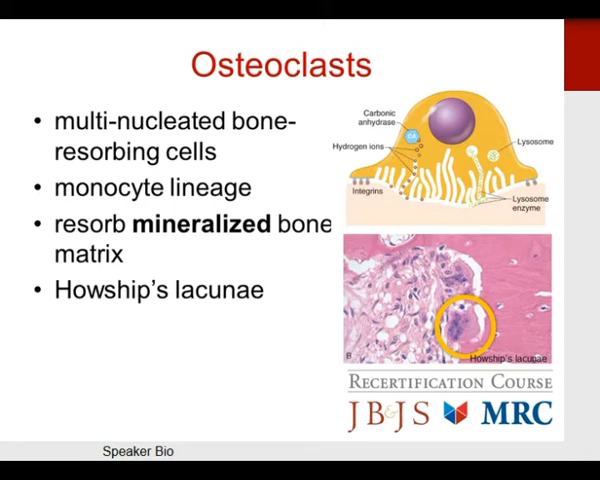 Osteoclasts
• multi-nucleated bone-
resorbing cells
• monocyte lineage
• resorb mineralized bone
matrix
• Howship's lacunae
Carbonic
anhydrase
CA
Hydrogen ions
Lysosome
Integrins
Lysosome
enzyme
B
Howship's lacunae
RECERTIFICATION COURSE
JB&JS MRC
Speaker Bio